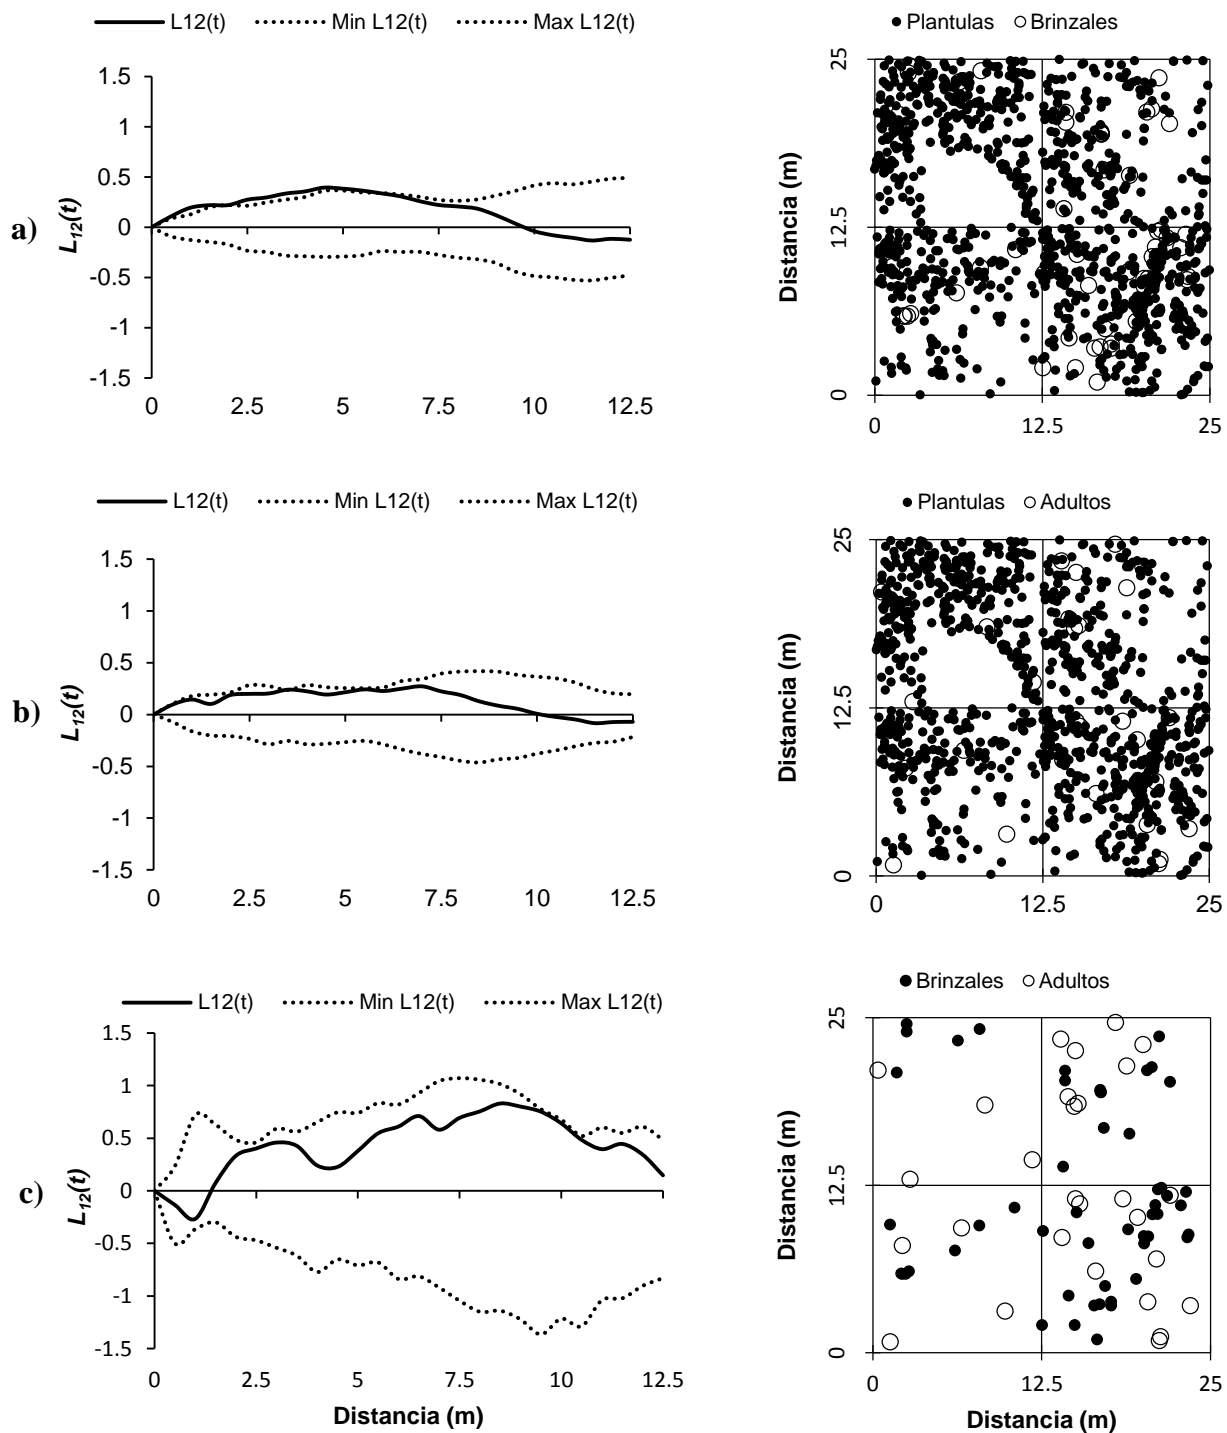 L12(t) Min L12(t) Max L12(t)
Plantulas Brinzales
a)
L12(t)
1.5
1
0.5
0
-0.5
-1
-1.5
0 2.5 5 7.5 10 12.5
Distancia (m)
25
12.5
0
0 12.5 25
L12(t) Min L12(t) Max L12(t)
Plantulas Adultos
b)
L12(t)
1.5
1
0.5
0
-0.5
-1
-1.5
0 2.5 5 7.5 10 12.5
Distancia (m)
25
12.5
0
0 12.5 25
L12(t) Min L12(t) Max L12(t)
Brinzales Adultos
c)
L12(t)
1.5
1
0.5
0
-0.5
-1
-1.5
0 2.5 5 7.5 10 12.5
Distancia (m)
Distancia (m)
25
12.5
0
0 12.5 25
Distancia (m)